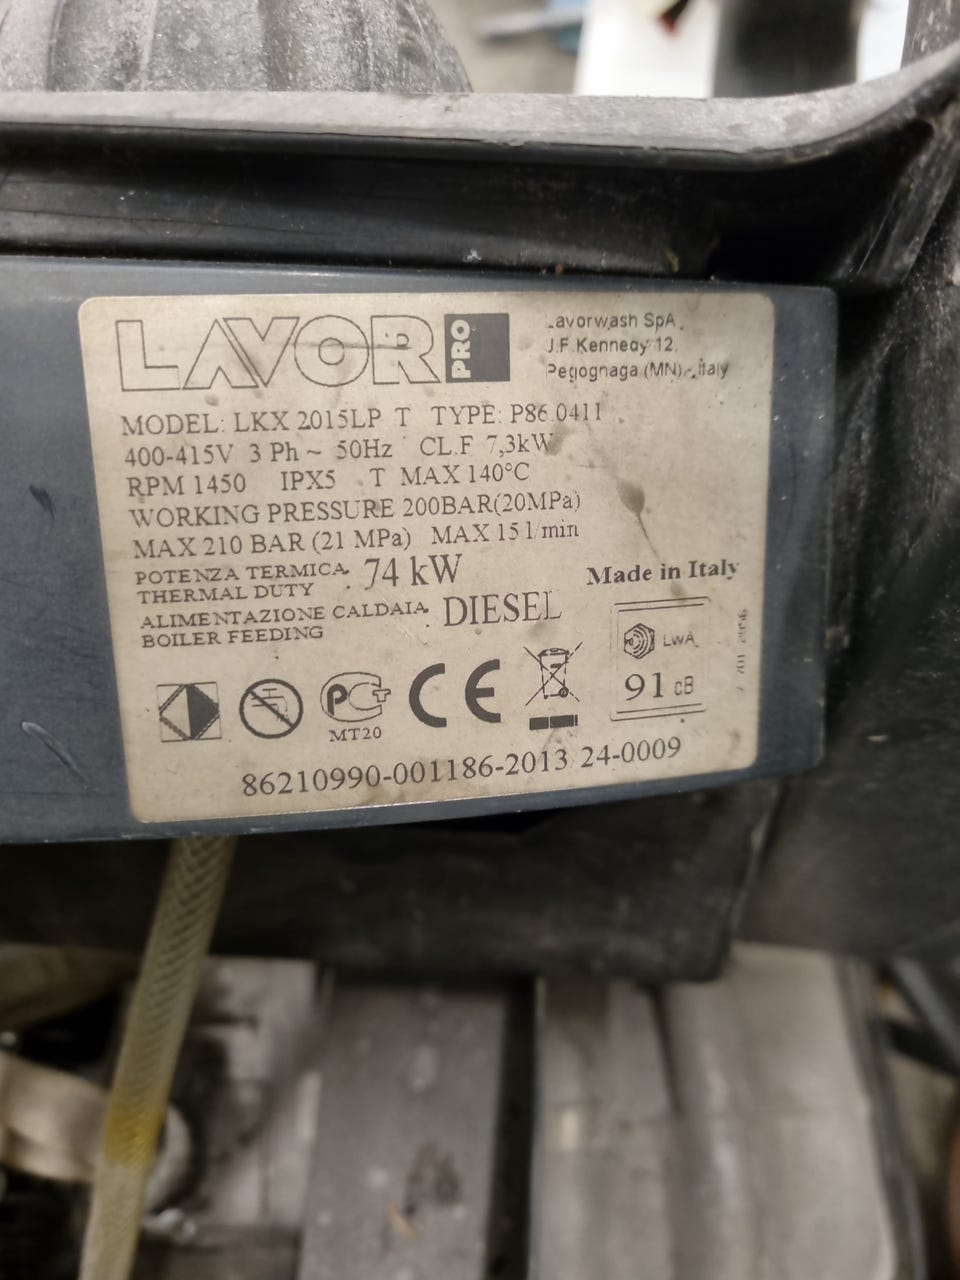 LAVOR PRO
Lavorwash SpA
J.F.Kennedy 12,
Pegognaga (MN)-Italy
MODEL: LKX 2015LP T TYPE: P86.0411
400-415V 3 Ph ~ 50Hz CL.F 7,3kW
RPM 1450 IPX5 T MAX 140°C
WORKING PRESSURE 200BAR(20MPa)
MAX 210 BAR (21 MPa) MAX 15 l/min
POTENZA TERMICA
THERMAL DUTY
74 kW
ALIMENTAZIONE CALDAIA
BOILER FEEDING
DIESEL
Made in Italy
LWA
91 dB
PCT
MT20
CE
86210990-001186-2013 24-0009